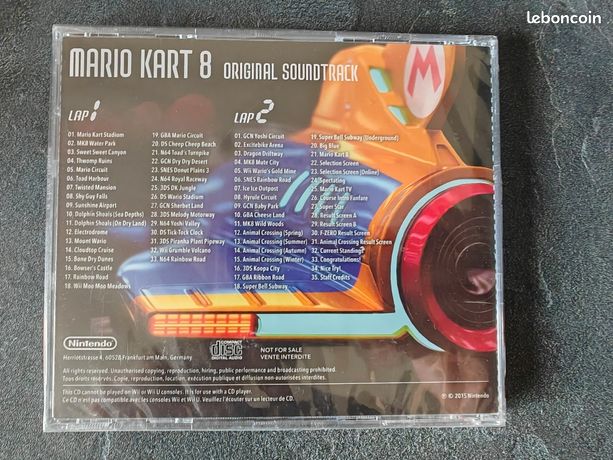 leboncoin
MARIO KART 8 ORIGINAL SOUNDTRACK
M
LAP 1
01. Mario Kart Stadium
02. MK8 Water Park
03. Sweet Sweet Canyon
04. Thwomp Ruins
05. Mario Circuit
06. Toad Harbour
07. Twisted Mansion
08. Shy Guy Falls
09. Sunshine Airport
10. Dolphin Shoals (Sea Depths)
11. Dolphin Shoals (On Dry Land)
12. Electrodrome
13. Mount Wario
14. Cloudtop Cruise
15. Bone Dry Dunes
16. Bowser's Castle
17. Rainbow Road
18. Wii Moo Moo Meadows
19. GBA Mario Circuit
20. DS Cheep Cheep Beach
21. N64 Toad's Turnpike
22. GCN Dry Dry Desert
23. SNES Donut Plains 3
24. N64 Royal Raceway
25. 3DS DK Jungle
26. DS Wario Stadium
27. GCN Sherbet Land
28. 3DS Melody Motorway
29. N64 Yoshi Valley
30. DS Tick-Tock Clock
31. 3DS Piranha Plant Pipeway
32. Wii Grumble Volcano
33. N64 Rainbow Road
LAP 2
01. GCN Yoshi Circuit
02. Excitebike Arena
03. Dragon Driftway
04. MK8 Mute City
05. Wii Wario's Gold Mine
06. SNES Rainbow Road
07. Ice Ice Outpost
08. Hyrule Circuit
09. GCN Baby Park
10. GBA Cheese Land
11. MK8 Wild Woods
12. Animal Crossing (Spring)
13. Animal Crossing (Summer)
14. Animal Crossing (Autumn)
15. Animal Crossing (Winter)
16. 3DS Koopa City
17. GBA Ribbon Road
18. Super Bell Subway
19. Super Bell Subway (Underground)
20. Big Blue
21. Mario Kart 8
22. Selection Screen
23. Selection Screen (Online)
24. Spectating
25. Mario Kart TV
26. Course Intro Fanfare
27. Super Star
28. Result Screen A
29. Result Screen B
30. F-ZERO Result Screen
31. Animal Crossing Result Screen
32. Current Standings
33. Congratulations!
34. Nice Try!
35. Staff Credits
Nintendo
Herriotstrasse 4, 60528 Frankfurt am Main, Germany
COMPACT
disc
DIGITAL AUDIO
NOT FOR SALE
VENTE INTERDITE
All rights reserved. Unauthorised copying, reproduction, hiring, public performance and broadcasting prohibited.
Tous droits réservés. Copie, reproduction, location, exécution publique et diffusion non-autorisées interdites.
This CD cannot be played on Wii or Wii U consoles. It is for use with a CD player.
Ce CD n'est pas compatible avec les consoles Wii et Wii U. Veuillez l'écouter sur un lecteur de CD.
℗ © 2015 Nintendo